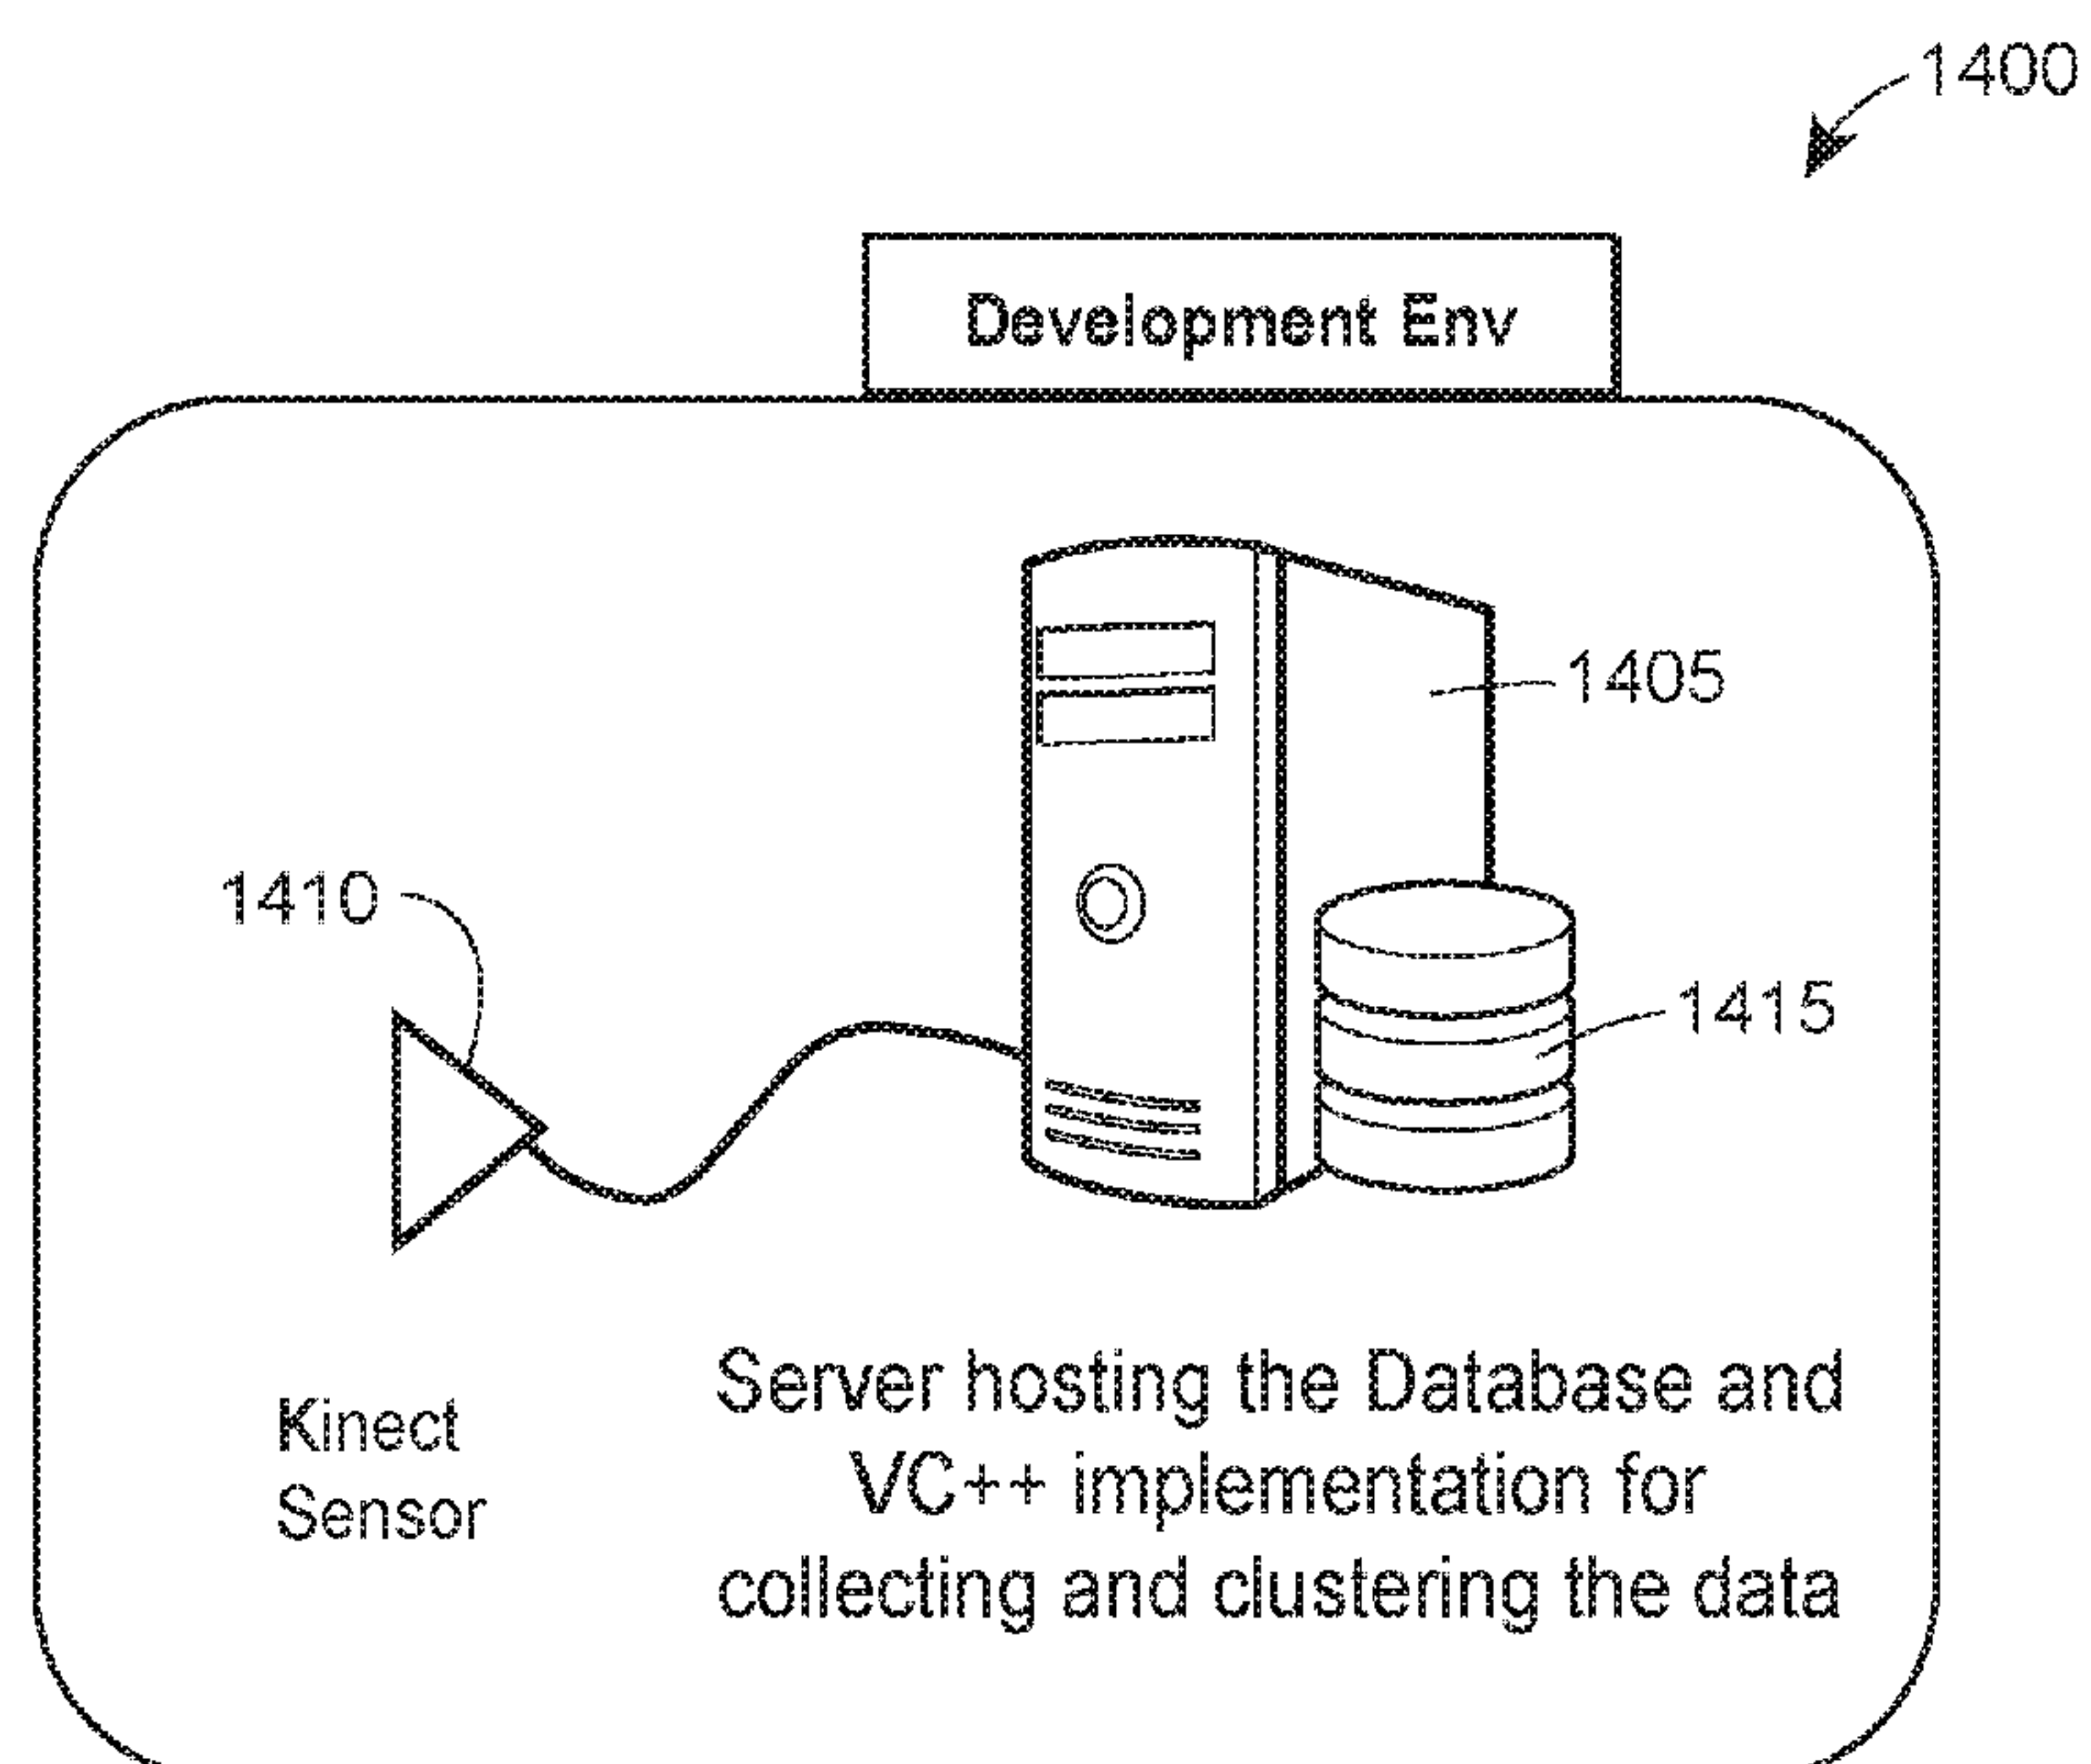 1400
Development Env
1405
1410
1415
Kinect
Sensor
Server hosting the Database and
VC++ implementation for
collecting and clustering the data